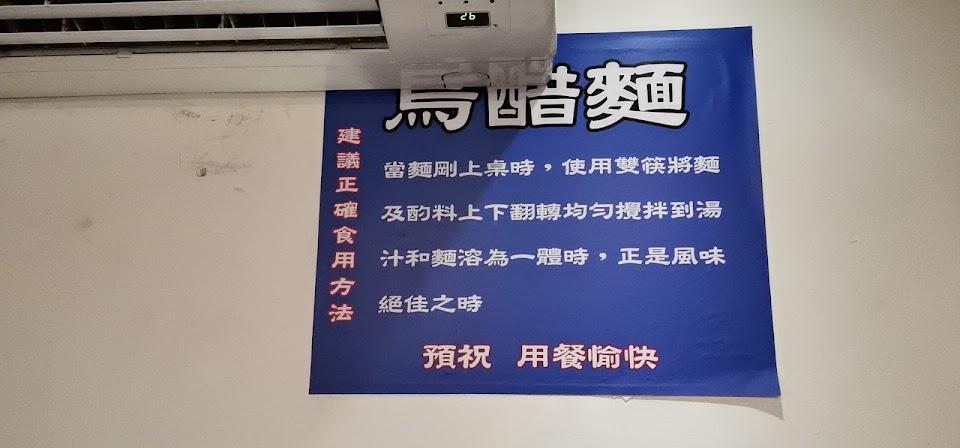 26
烏醋麵
建議正確食用方法
當麵剛上桌時，使用雙筷將麵
及酌料上下翻轉均勻攪拌到湯
汁和麵溶為一體時，正是風味
絕佳之時
預祝 用餐愉快